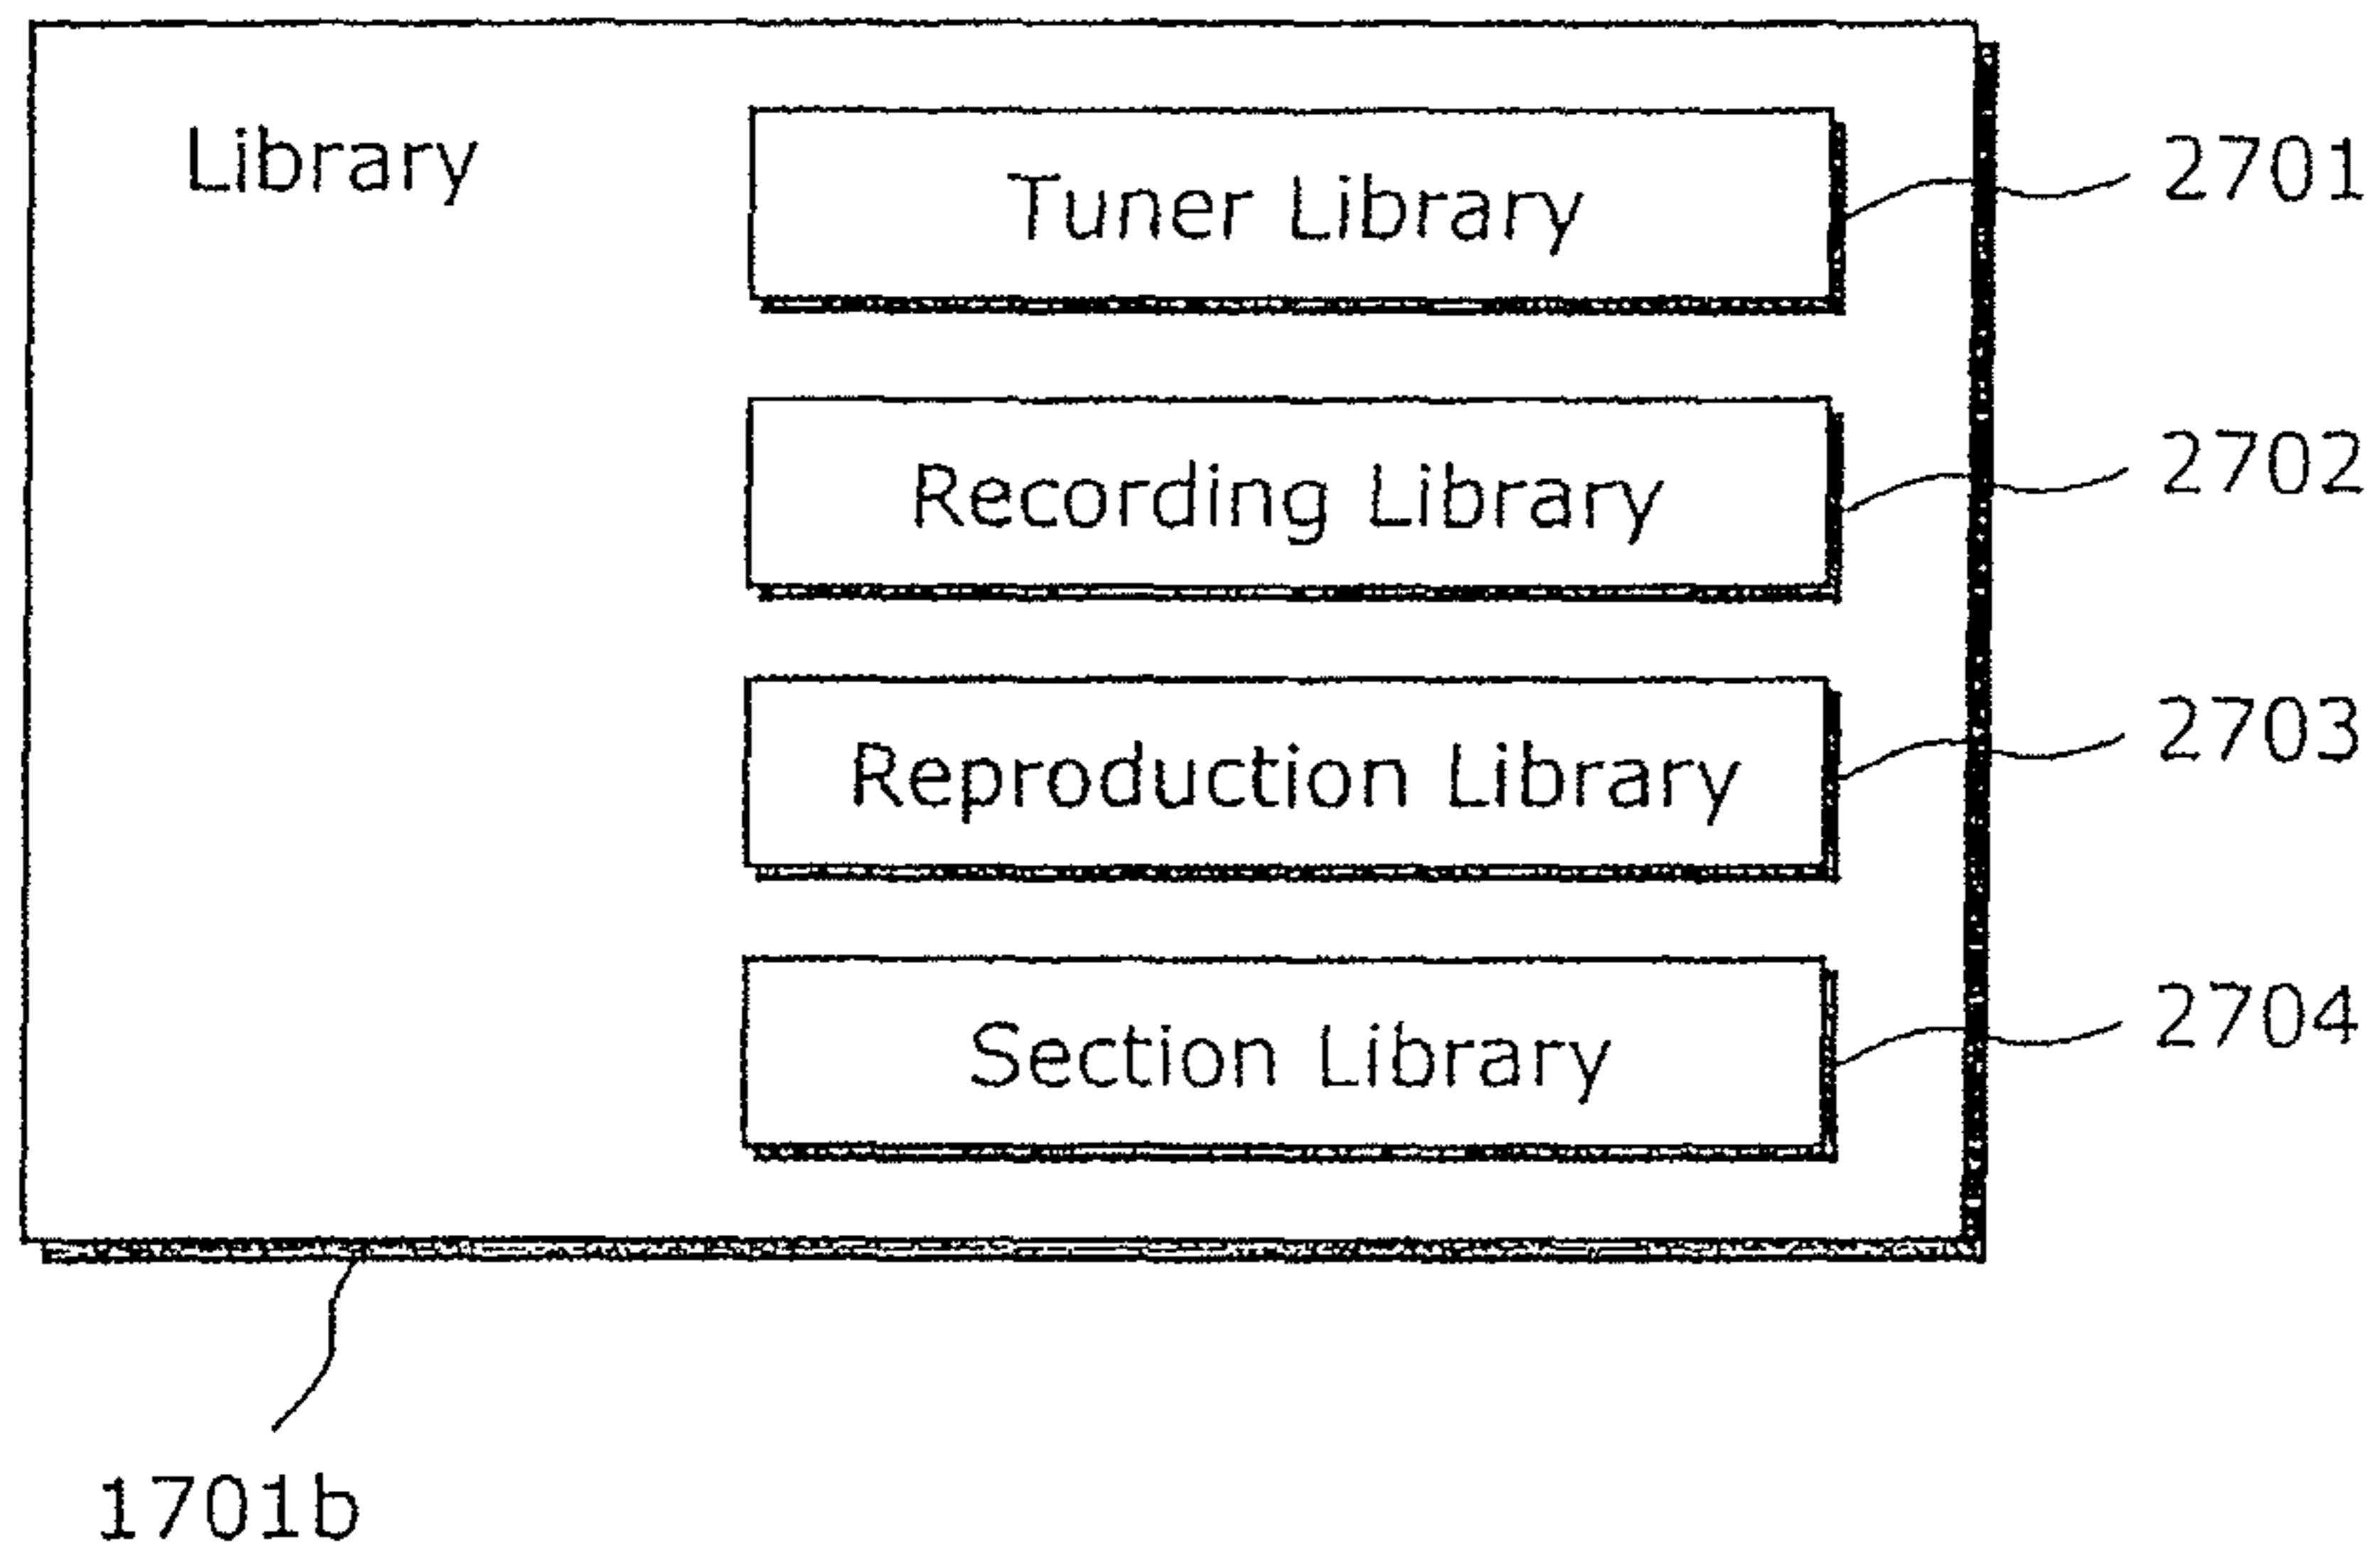 Library
Tuner Library
2701
Recording Library
2702
Reproduction Library
2703
Section Library
2704
1701b